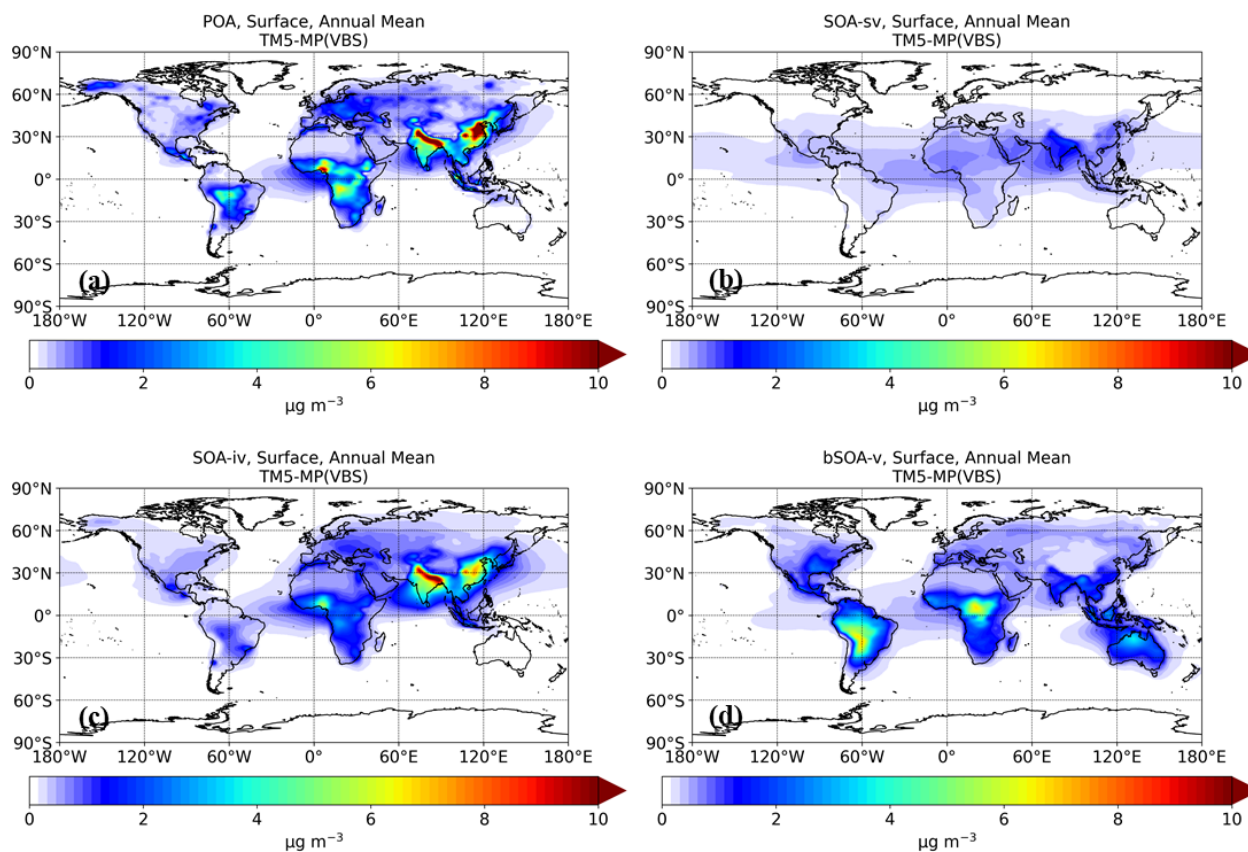 POA, Surface, Annual Mean
TM5-MP(VBS)
90°N
60°N
30°N
0°
30°S
60°S
90°S
(a)
180°W 120°W 60°W 0° 60°E 120°E 180°E
0 2 4 6 8 10
µg m⁻³
SOA-sv, Surface, Annual Mean
TM5-MP(VBS)
90°N
60°N
30°N
0°
30°S
60°S
90°S
(b)
180°W 120°W 60°W 0° 60°E 120°E 180°E
0 2 4 6 8 10
µg m⁻³
SOA-iv, Surface, Annual Mean
TM5-MP(VBS)
90°N
60°N
30°N
0°
30°S
60°S
90°S
(c)
180°W 120°W 60°W 0° 60°E 120°E 180°E
0 2 4 6 8 10
µg m⁻³
bSOA-v, Surface, Annual Mean
TM5-MP(VBS)
90°N
60°N
30°N
0°
30°S
60°S
90°S
(d)
180°W 120°W 60°W 0° 60°E 120°E 180°E
0 2 4 6 8 10
µg m⁻³